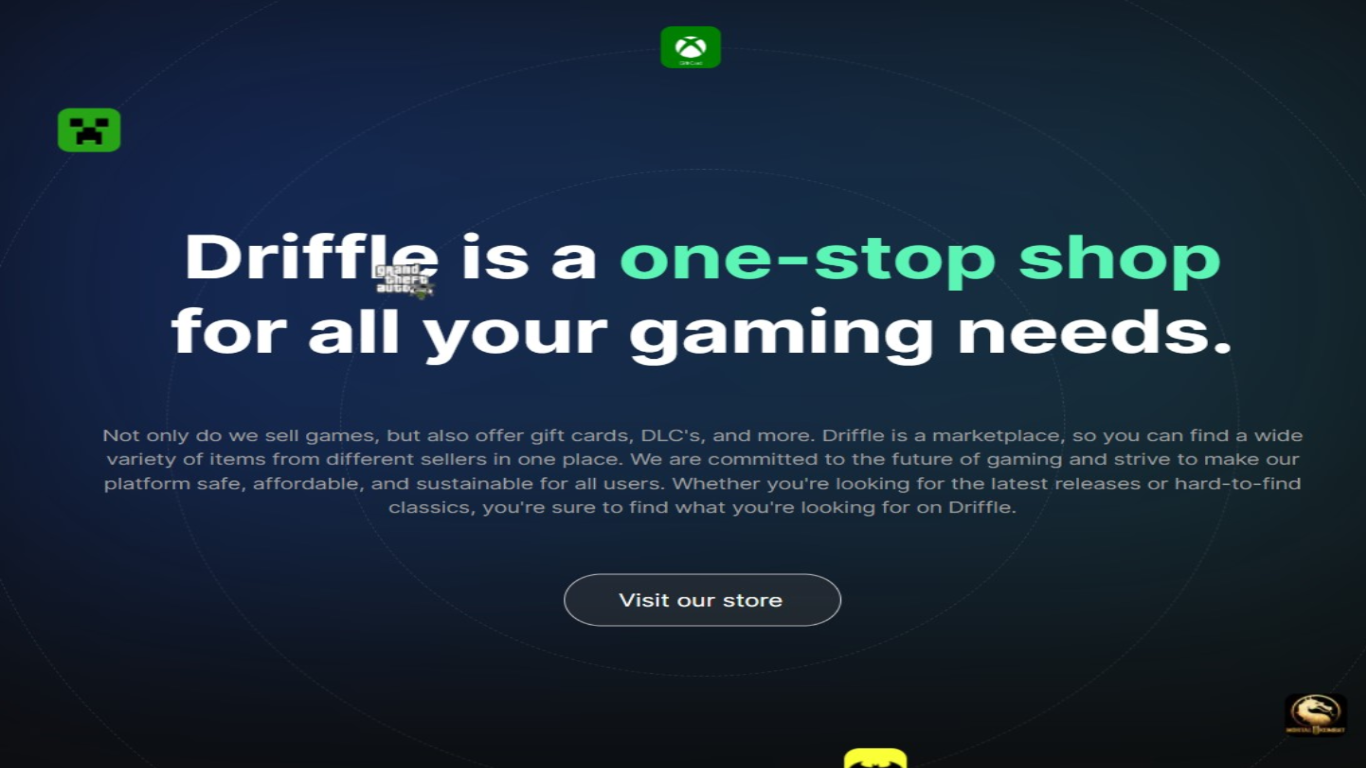 Driffle is a one-stop shop
grand
theft
auto
for all your gaming needs.
Not only do we sell games, but also offer gift cards, DLC's, and more. Driffle is a marketplace, so you can find a wide
variety of items from different sellers in one place. We are committed to the future of gaming and strive to make our
platform safe, affordable, and sustainable for all users. Whether you're looking for the latest releases or hard-to-find
classics, you're sure to find what you're looking for on Driffle.
Visit our store